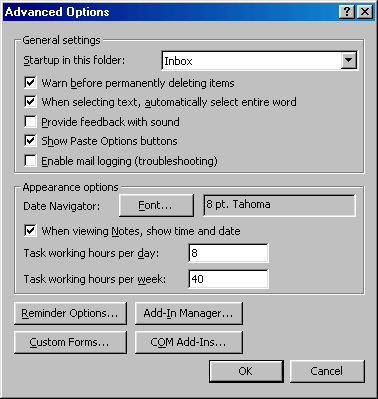 Advanced Options
General settings
Startup in this folder: Inbox
Warn before permanently deleting items
When selecting text, automatically select entire word
Provide feedback with sound
Show Paste Options buttons
Enable mail logging (troubleshooting)
Appearance options
Date Navigator: Font... 8 pt. Tahoma
When viewing Notes, show time and date
Task working hours per day: 8
Task working hours per week: 40
Reminder Options... Add-In Manager...
Custom Forms... COM Add-Ins...
OK Cancel